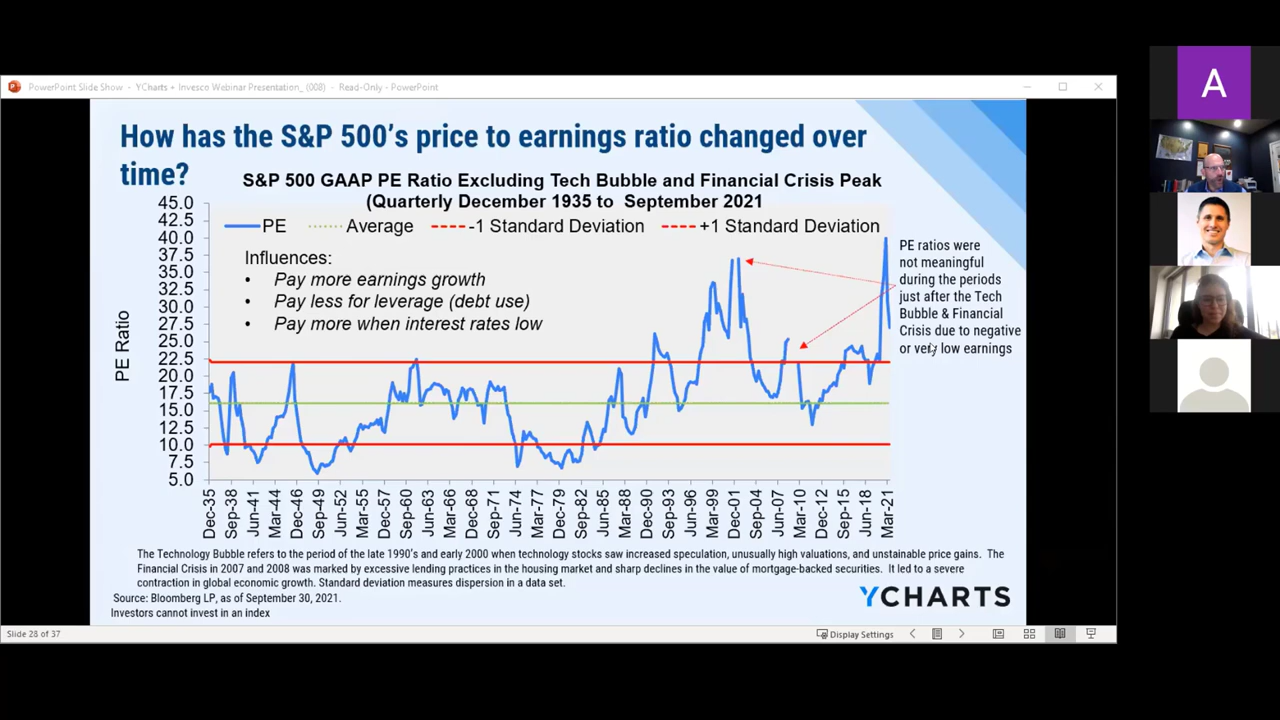 PowerPoint Slide Show - YCharts + Invesco Webinar Presentation_ (008) - Read-Only - PowerPoint
How has the S&P 500's price to earnings ratio changed over
time?
S&P 500 GAAP PE Ratio Excluding Tech Bubble and Financial Crisis Peak
(Quarterly December 1935 to September 2021
PE
Average
-1 Standard Deviation
+1 Standard Deviation
Influences:
• Pay more earnings growth
• Pay less for leverage (debt use)
• Pay more when interest rates low
PE ratios were
not meaningful
during the periods
just after the Tech
Bubble & Financial
Crisis due to negative
or very low earnings
PE Ratio
45.0
42.5
40.0
37.5
35.0
32.5
30.0
27.5
25.0
22.5
20.0
17.5
15.0
12.5
10.0
7.5
5.0
Dec-35
Sep-38
Jun-41
Mar-44
Dec-46
Sep-49
Jun-52
Mar-55
Dec-57
Sep-60
Jun-63
Mar-66
Dec-68
Sep-71
Jun-74
Mar-77
Dec-79
Sep-82
Jun-85
Mar-88
Dec-90
Sep-93
Jun-96
Mar-99
Dec-01
Sep-04
Jun-07
Mar-10
Dec-12
Sep-15
Jun-18
Mar-21
The Technology Bubble refers to the period of the late 1990's and early 2000 when technology stocks saw increased speculation, unusually high valuations, and unstainable price gains. The
Financial Crisis in 2007 and 2008 was marked by excessive lending practices in the housing market and sharp declines in the value of mortgage-backed securities. It led to a severe
contraction in global economic growth. Standard deviation measures dispersion in a data set.
Source: Bloomberg LP, as of September 30, 2021.
Investors cannot invest in an index
YCHARTS
Slide 28 of 37
Display Settings
A